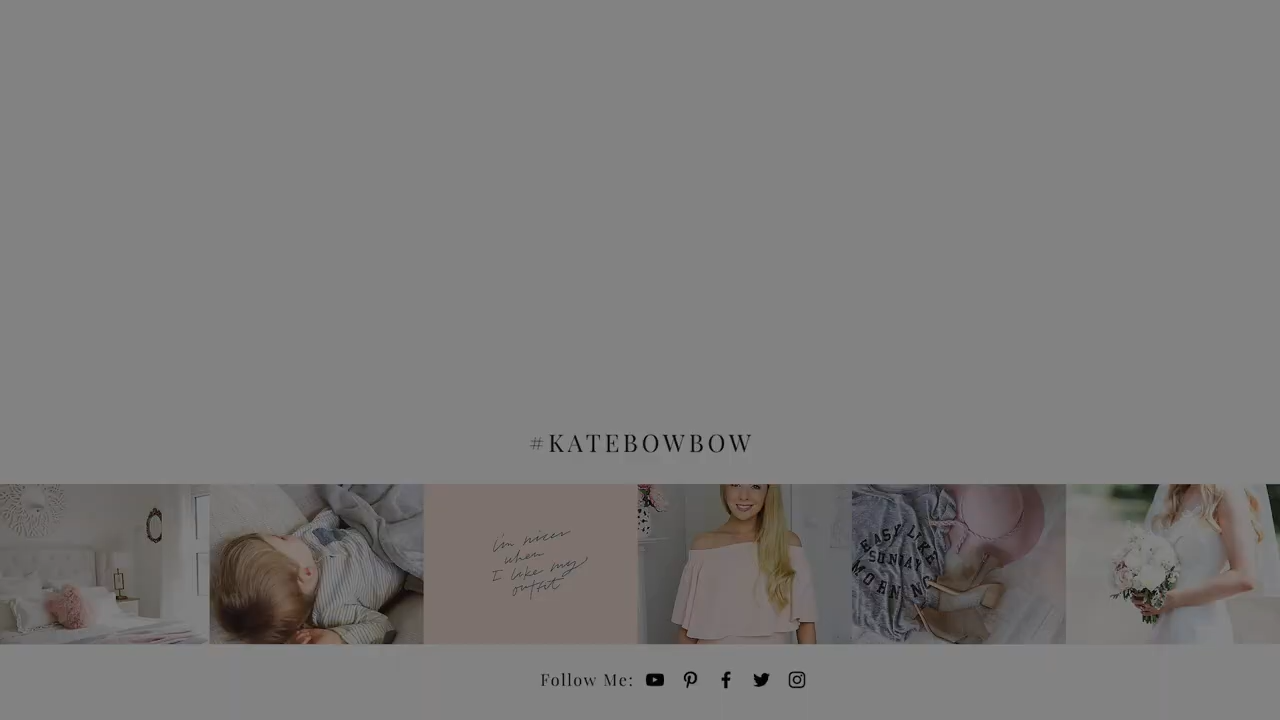 #KATEBOWBOW
i'm nicer
when
I like my
outfit
EASY LIKE
SUNDAY
MORNING
Follow Me: